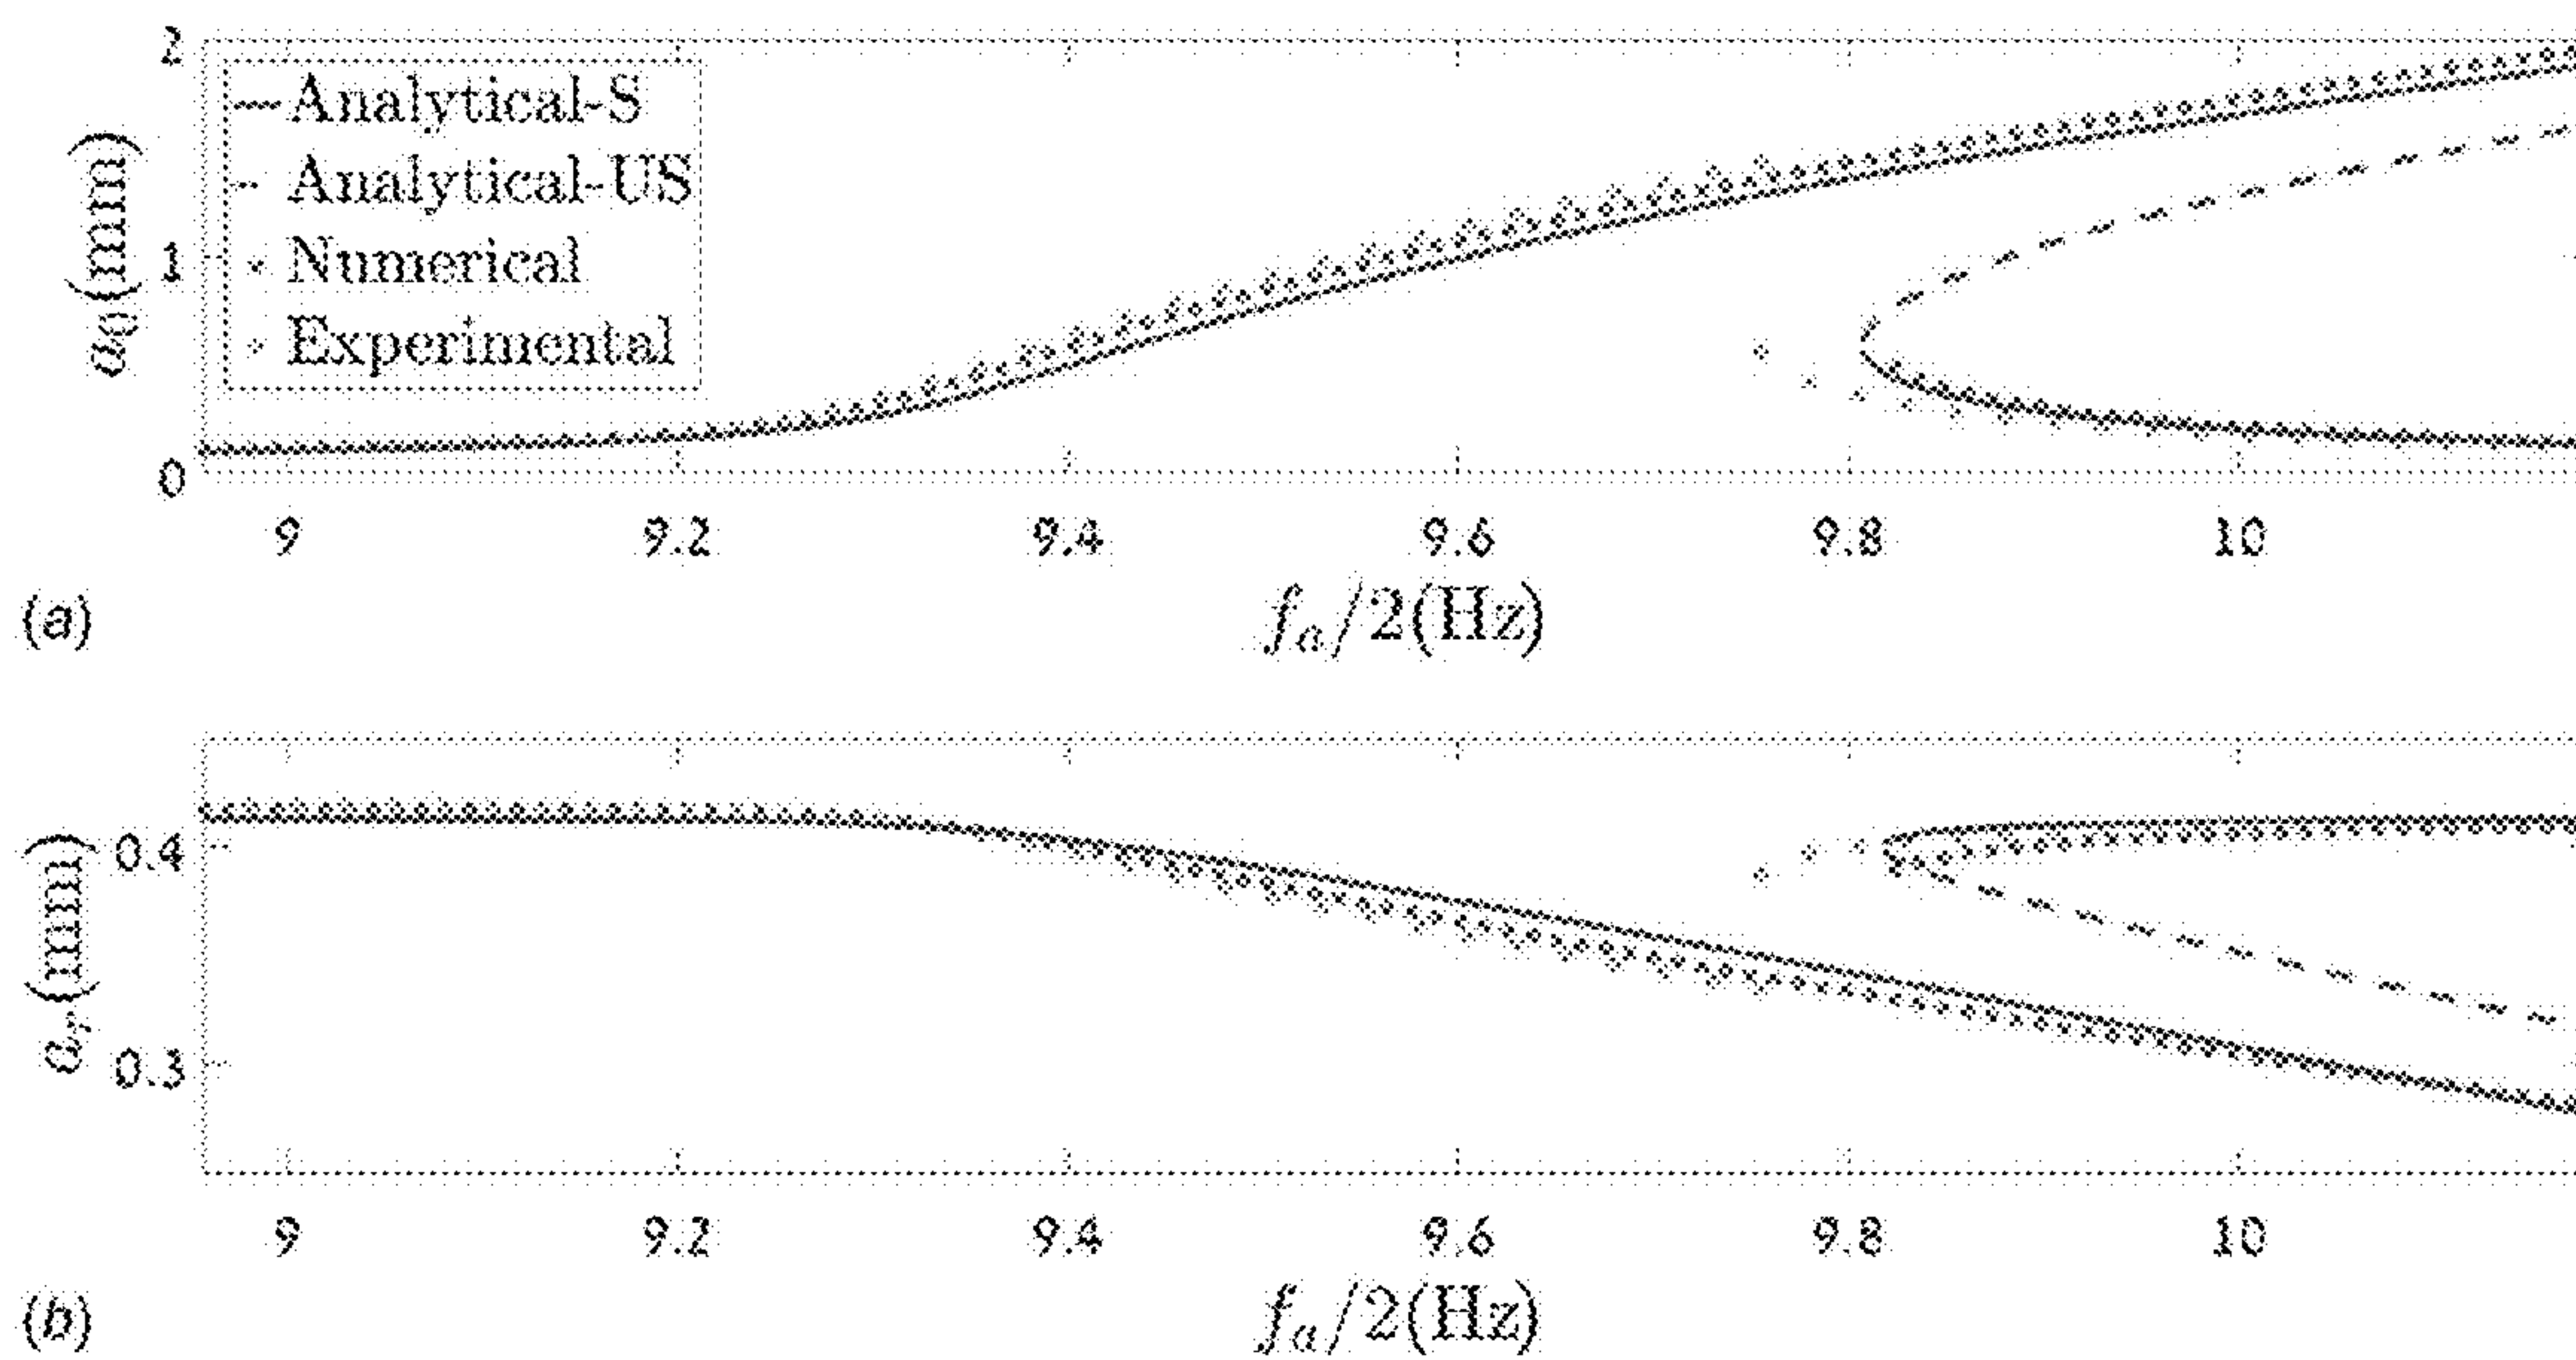 2
Analytical-S
Analytical-US
Numerical
Experimental
1
0
a₀(mm)
9 9.2 9.4 9.6 9.8 10
fₐ/2(Hz)
(a)
0.4
0.3
aᵣ(mm)
9 9.2 9.4 9.6 9.8 10
fₐ/2(Hz)
(b)